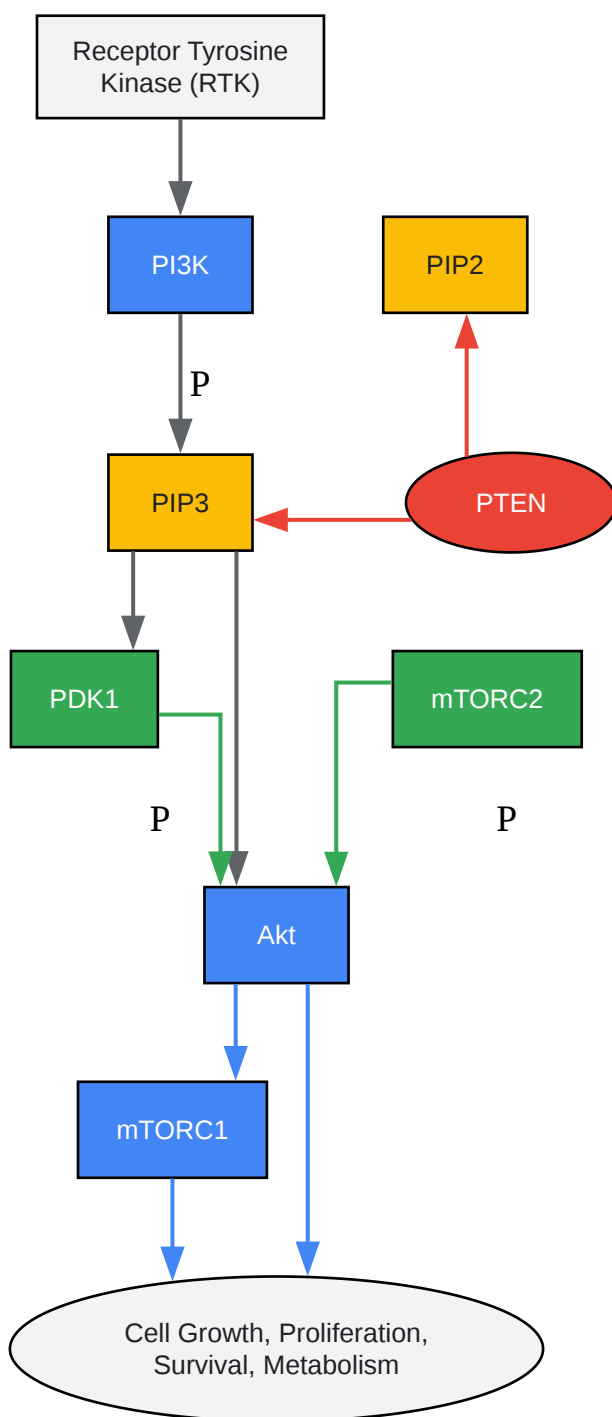 Receptor Tyrosine
Kinase (RTK)
PI3K
PIP2
P
PIP3
PTEN
PDK1
mTORC2
P
P
Akt
mTORC1
Cell Growth, Proliferation,
Survival, Metabolism